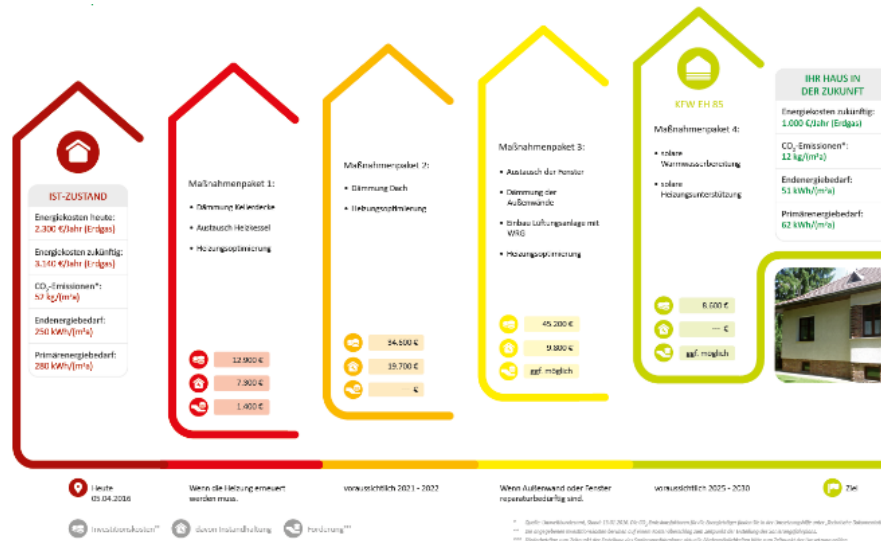 IST-ZUSTAND
Energiekosten heute:
2.300 €/Jahr (Erdgas)
Energiekosten zukünftig:
3.140 €/Jahr (Erdgas)
CO₂-Emissionen*:
52 kg/(m²a)
Endenergiebedarf:
250 kWh/(m²a)
Primärenergiebedarf:
280 kWh/(m²a)
Maßnahmenpaket 1:
• Dämmung Kellerdecke
• Austausch Heizkessel
• Heizungsoptimierung
12.900 €
7.300 €
1.400 €
Maßnahmenpaket 2:
• Dämmung Dach
• Heizungsoptimierung
19.700 €
€
Maßnahmenpaket 3:
• Austausch der Fenster
• Dämmung der
Außenwände
• Einbau Lüftungsanlage mit
WRG
• Heizungsoptimierung
45.200 €
9.800 €
ggf. möglich
KFW EH 85
Maßnahmenpaket 4:
• solare
Warmwasserbereitung
• solare
Heizungsunterstützung
8.600 €
— €
ggf. möglich
IHR HAUS IN
DER ZUKUNFT
Energiekosten zukünftig:
1.000 €/Jahr (Erdgas)
CO₂-Emissionen*:
12 kg/(m²a)
Endenergiebedarf:
51 kWh/(m²a)
Primärenergiebedarf:
62 kWh/(m²a)
Heute
05.04.2016
Wenn die Heizung erneuert
werden muss.
voraussichtlich 2021 - 2022
Wenn Außenwand oder Fenster
reparaturbedürftig sind.
voraussichtlich 2025 - 2030
Ziel
Investitionskosten**
davon Instandhaltung
Förderung***